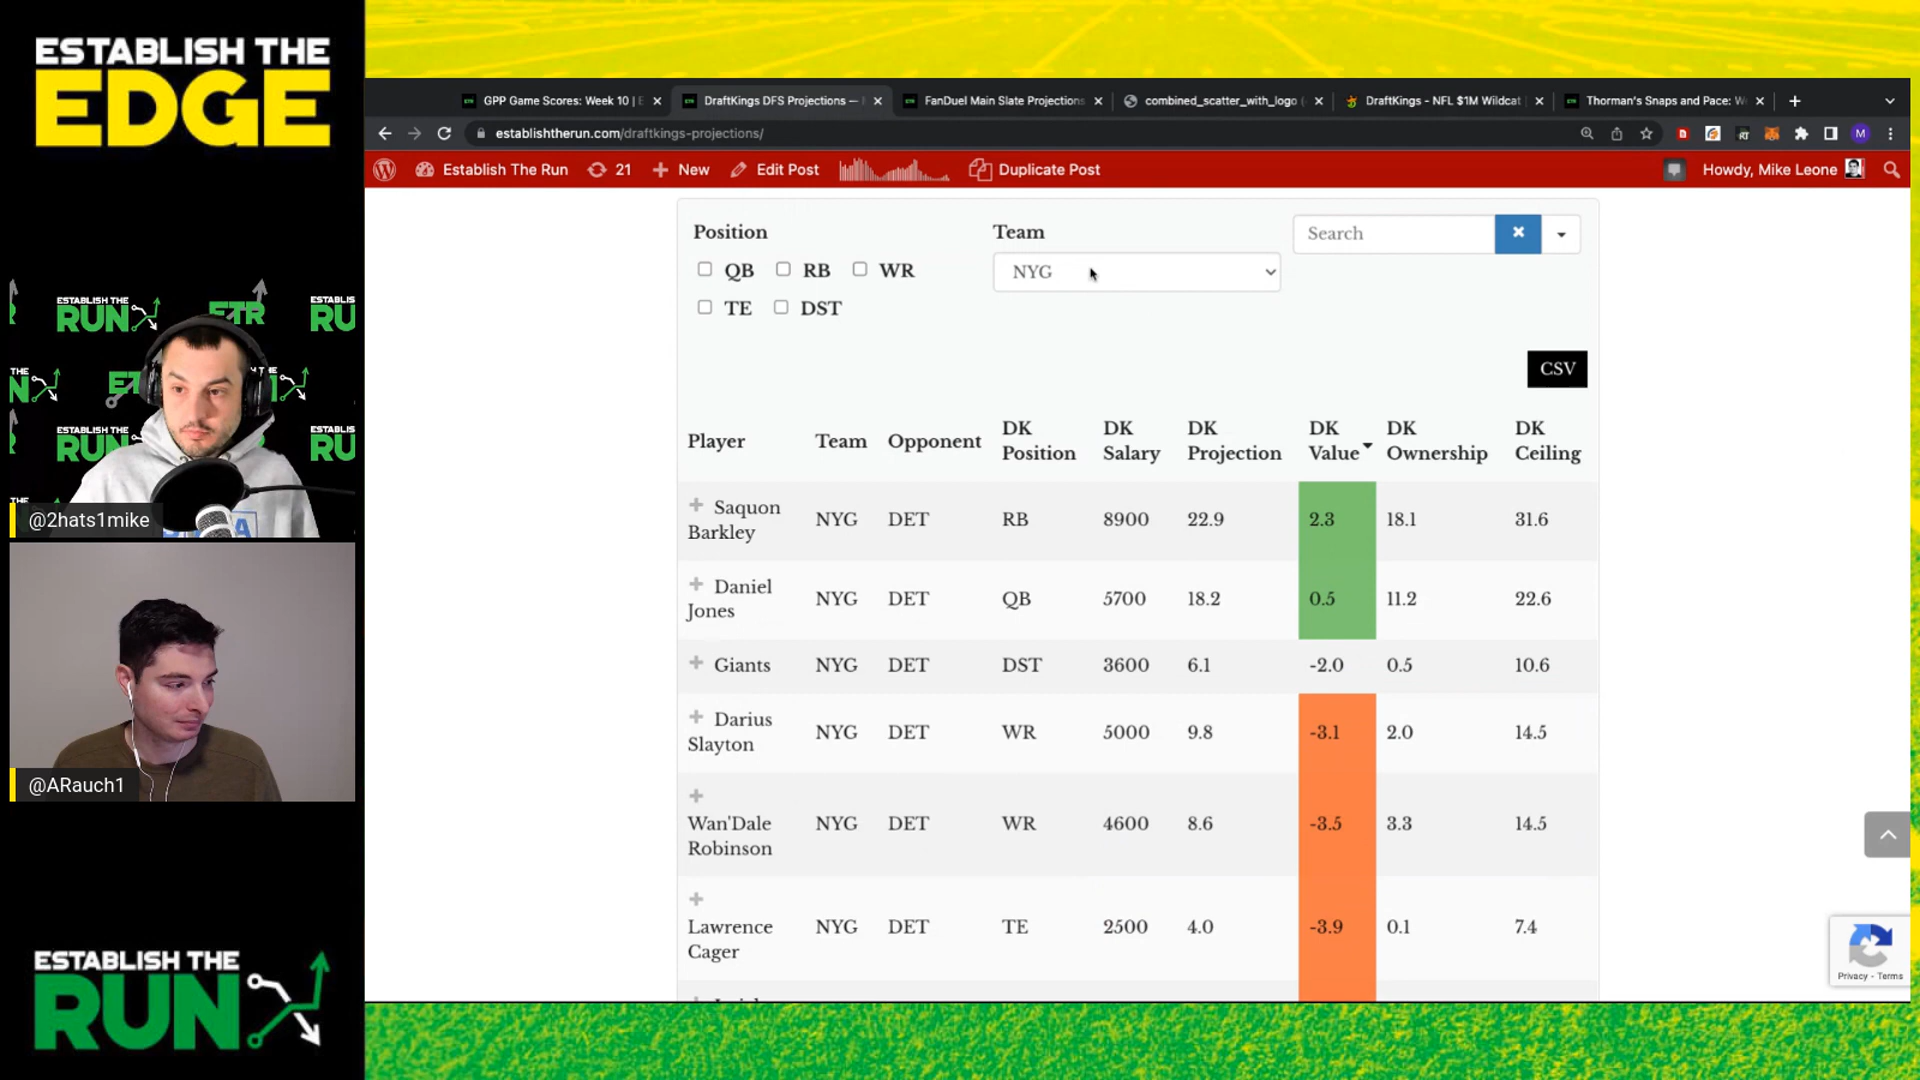 ESTABLISH THE
EDGE
@2hats1mike
@ARauch1
ESTABLISH THE
RUN
GPP Game Scores: Week 10 | E
DraftKings DFS Projections —
FanDuel Main Slate Projections
combined_scatter_with_logo (
DraftKings - NFL $1M Wildcat
Thorman's Snaps and Pace: W
establishtherun.com/draftkings-projections/
M
Establish The Run 21 + New Edit Post Duplicate Post Howdy, Mike Leone
Position Team Search
QB RB WR NYG
TE DST
CSV
Player Team Opponent DK Position DK Salary DK Projection DK Value DK Ownership DK Ceiling
Saquon Barkley NYG DET RB 8900 22.9 2.3 18.1 31.6
Daniel Jones NYG DET QB 5700 18.2 0.5 11.2 22.6
Giants NYG DET DST 3600 6.1 -2.0 0.5 10.6
Darius Slayton NYG DET WR 5000 9.8 -3.1 2.0 14.5
Wan'Dale Robinson NYG DET WR 4600 8.6 -3.5 3.3 14.5
Lawrence Cager NYG DET TE 2500 4.0 -3.9 0.1 7.4
Privacy - Terms